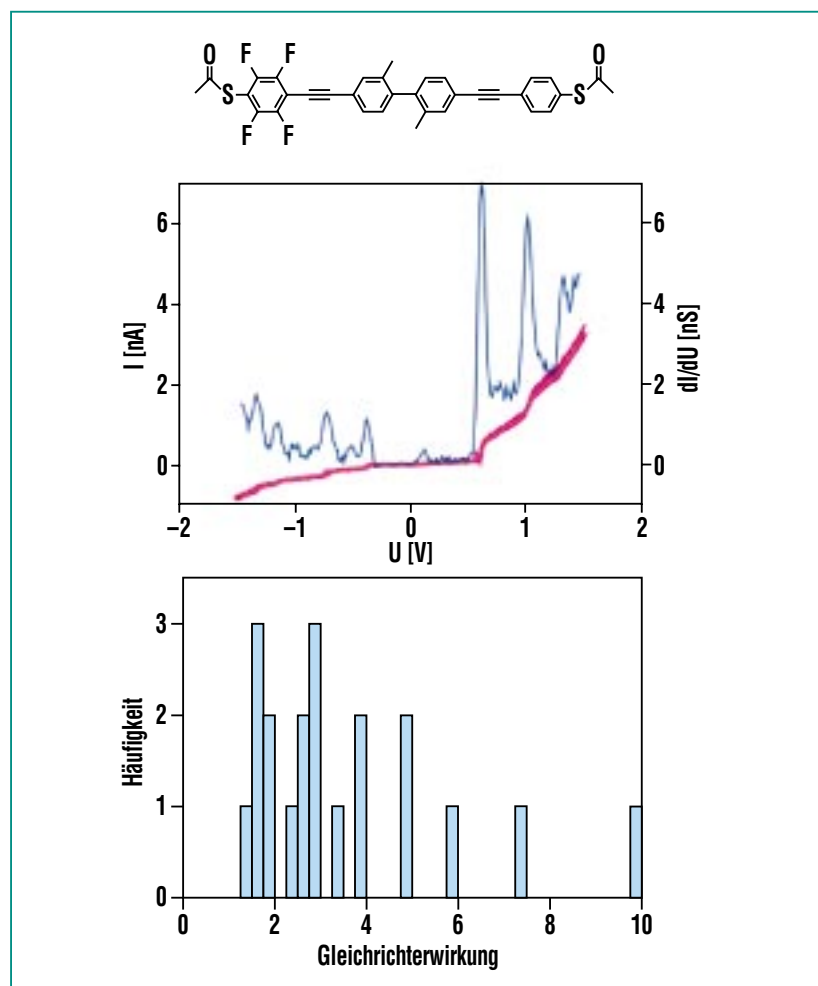 O O
F F
S S
F F
6 6
4 4
2 2
0 0
I [nA]
dI/dU [nS]
−2 −1 0 1 2
U [V]
3
2
1
0
Häufigkeit
0 2 4 6 8 10
Gleichrichterwirkung